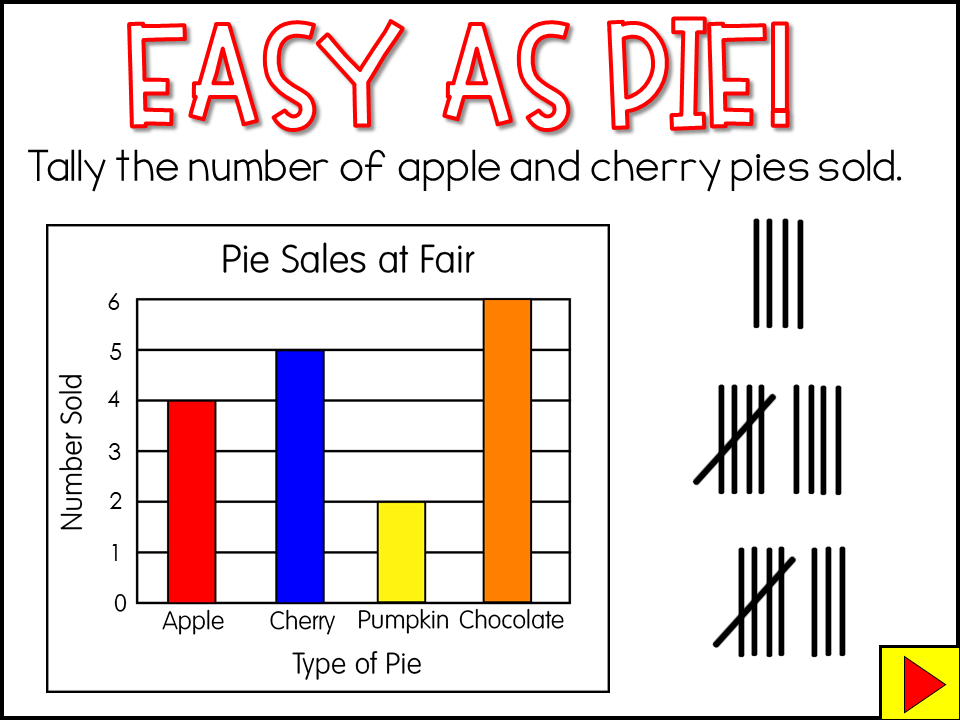 EASY AS PIE!
Tally the number of apple and cherry pies sold.
Pie Sales at Fair
6
5
4
3
2
1
0
Number Sold
Apple Cherry Pumpkin Chocolate
Type of Pie